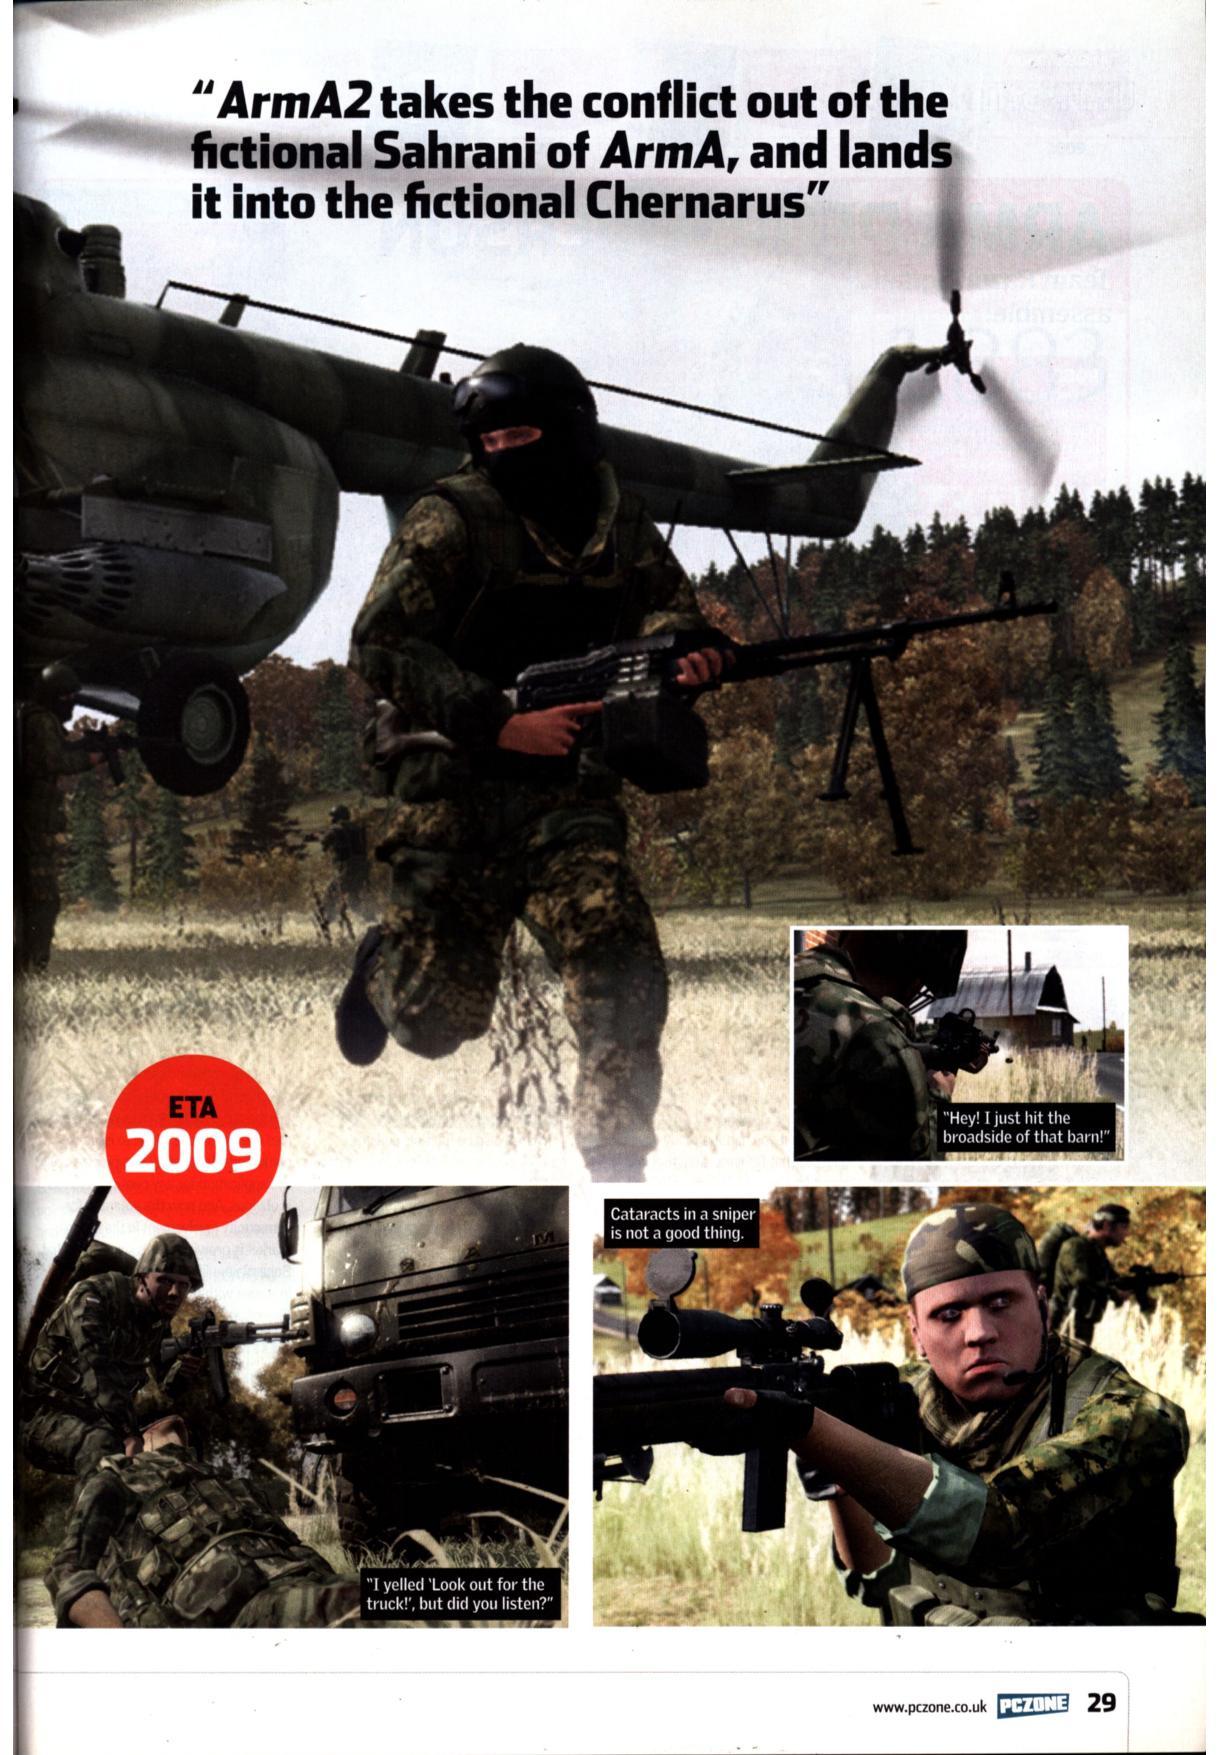 “ArmA2 takes the conflict out of the
fictional Sahrani of ArmA, and lands
it into the fictional Chernarus”
ETA
2009
“Hey! I just hit the
broadside of that barn!”
Cataracts in a sniper
is not a good thing.
“I yelled ‘Look out for the
truck!’, but did you listen?”
www.pczone.co.uk PCZONE 29